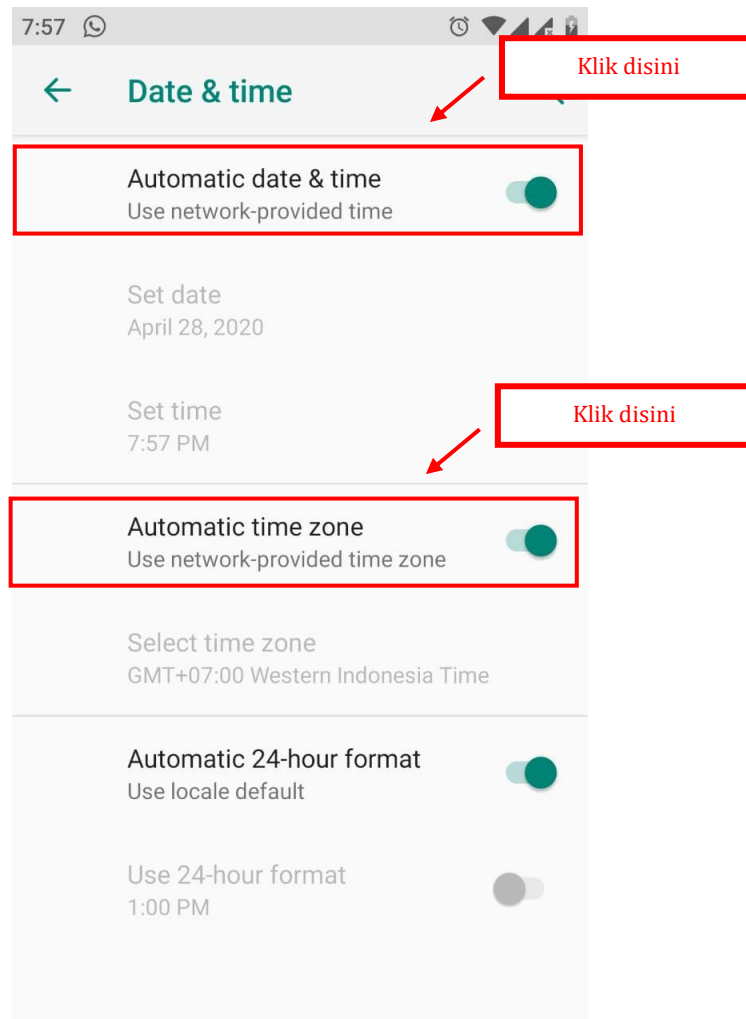 7:57
Klik disini
Date & time
Automatic date & time
Use network-provided time
Set date
April 28, 2020
Set time
7:57 PM
Klik disini
Automatic time zone
Use network-provided time zone
Select time zone
GMT+07:00 Western Indonesia Time
Automatic 24-hour format
Use locale default
Use 24-hour format
1:00 PM